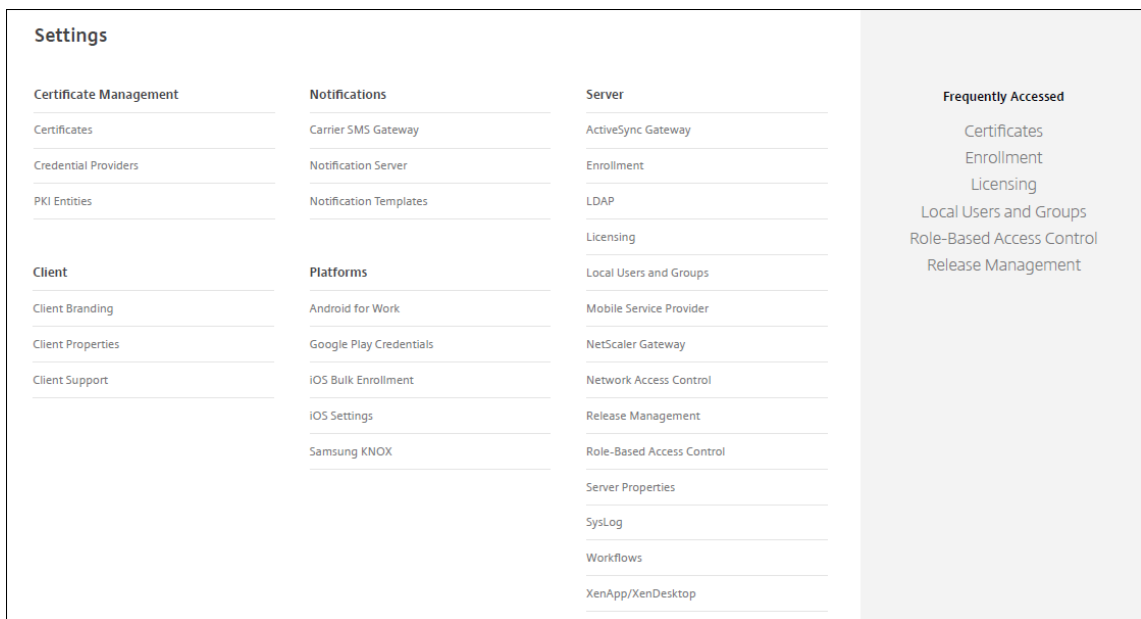 Settings
Certificate Management
Certificates
Credential Providers
PKI Entities
Client
Client Branding
Client Properties
Client Support
Notifications
Carrier SMS Gateway
Notification Server
Notification Templates
Platforms
Android for Work
Google Play Credentials
iOS Bulk Enrollment
iOS Settings
Samsung KNOX
Server
ActiveSync Gateway
Enrollment
LDAP
Licensing
Local Users and Groups
Mobile Service Provider
NetScaler Gateway
Network Access Control
Release Management
Role-Based Access Control
Server Properties
SysLog
Workflows
XenApp/XenDesktop
Frequently Accessed
Certificates
Enrollment
Licensing
Local Users and Groups
Role-Based Access Control
Release Management